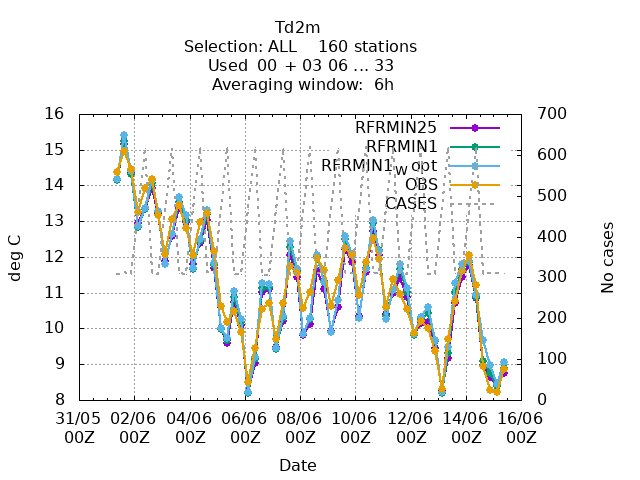 Td2m
Selection: ALL    160 stations
Used  00 + 03 06 ... 33
Averaging window:  6h
16 700
RFRMIN25
15 600
RFRMIN1
RFRMIN1_w opt
14 500
OBS
CASES
13 400
12 300
11 200
10 100
9 0
8
deg C
No cases
31/05 02/06 04/06 06/06 08/06 10/06 12/06 14/06 16/06
00Z 00Z 00Z 00Z 00Z 00Z 00Z 00Z 00Z
Date